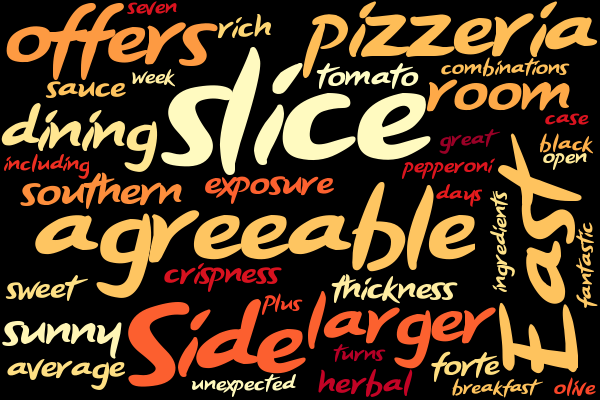 seven
offers
rich
pizzeria
sauce
week
slice
tomato
combinations
room
case
dining
including
great
black
open
pepperoni
southern
exposure
days
agreeable
ingredients
East
fantastic
crispness
sweet
thickness
Plus
sunny
Side
larger
turns
average
unexpected
herbal
forte
breakfast
olive